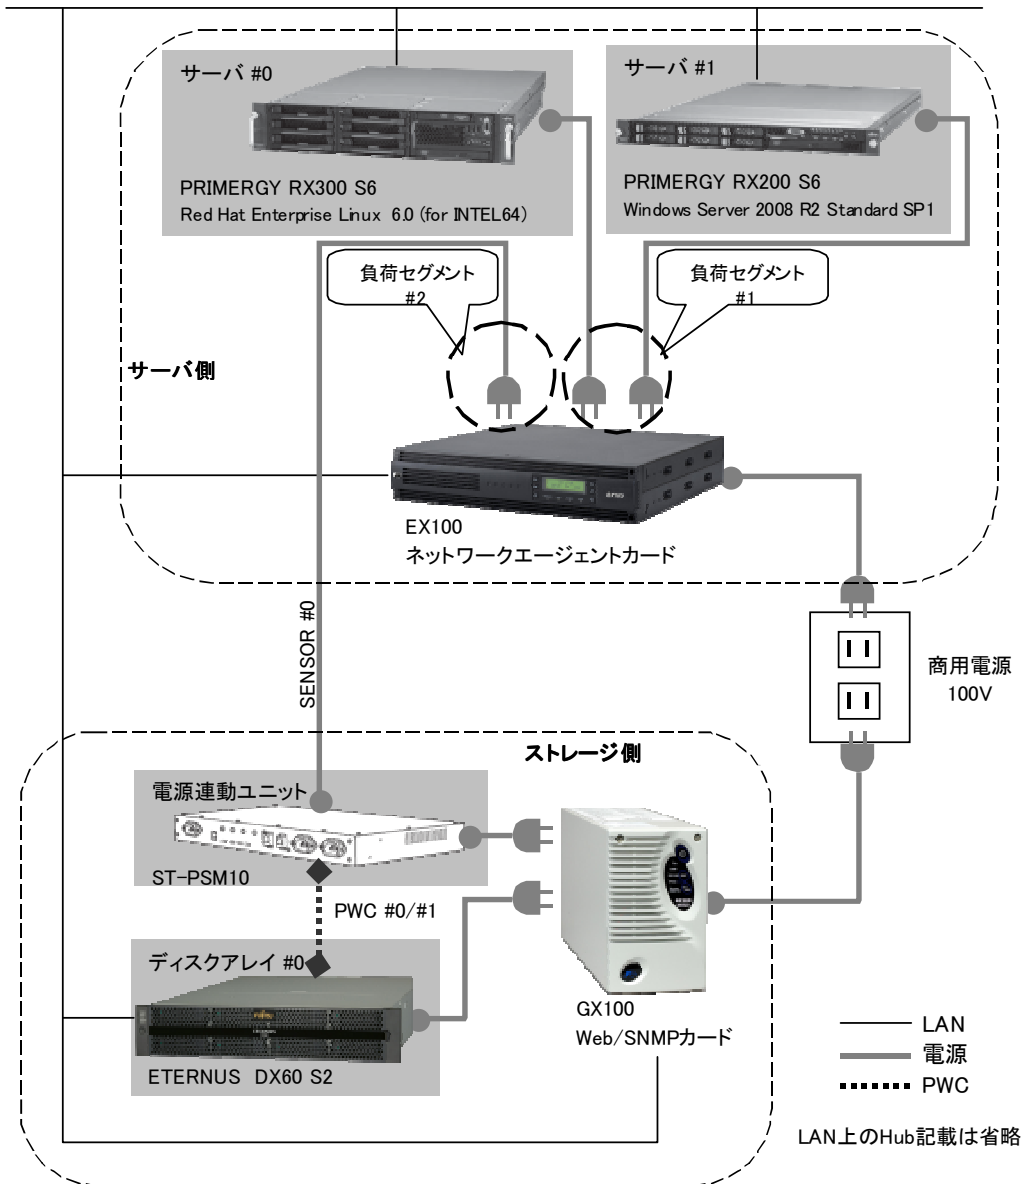 サーバ #0
PRIMERGY RX300 S6
Red Hat Enterprise Linux 6.0 (for INTEL64)
サーバ #1
PRIMERGY RX200 S6
Windows Server 2008 R2 Standard SP1
負荷セグメント
#2
負荷セグメント
#1
サーバ側
EX100
ネットワークエージェントカード
SENSOR #0
商用電源
100V
ストレージ側
電源連動ユニット
ST-PSM10
PWC #0/#1
ディスクアレイ #0
ETERNUS DX60 S2
GX100
Web/SNMPカード
LAN
電源
PWC
LAN上のHub記載は省略